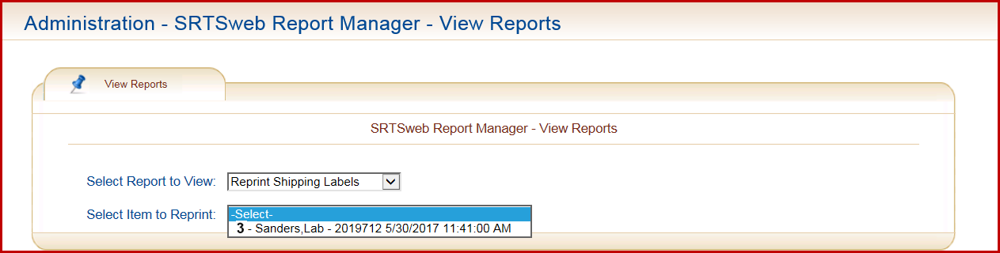 Administration - SRTSweb Report Manager - View Reports
View Reports
SRTSweb Report Manager - View Reports
Select Report to View: Reprint Shipping Labels
Select Item to Reprint: -Select-
3 - Sanders,Lab - 2019712 5/30/2017 11:41:00 AM